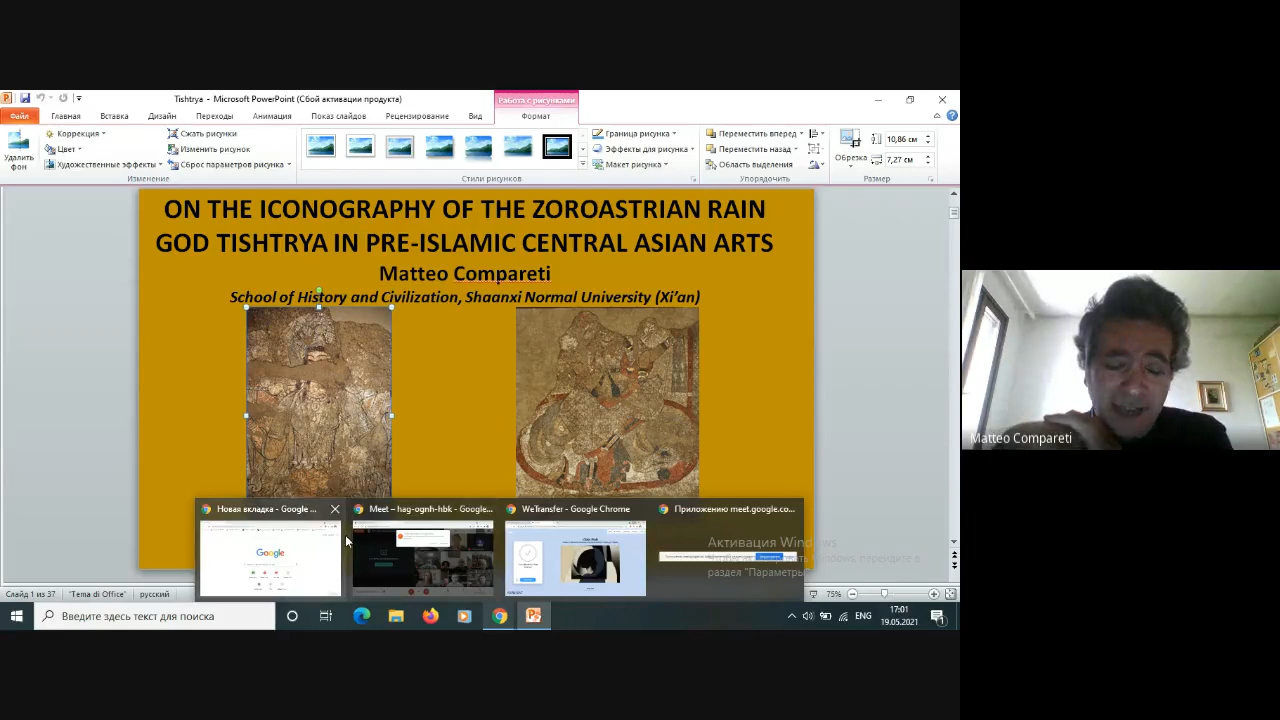 Tishtrya - Microsoft PowerPoint (Сбой активации продукта)
Работа с рисунками
Файл Главная Вставка Дизайн Переходы Анимация Показ слайдов Рецензирование Вид Формат
Удалить фон
Коррекция
Цвет
Художественные эффекты
Сжать рисунки
Изменить рисунок
Сброс параметров рисунка
Изменение
Стили рисунков
Граница рисунка
Эффекты для рисунка
Макет рисунка
Переместить вперед
Переместить назад
Область выделения
Упорядочить
Обрезка
10,86 см
7,27 см
Размер
ON THE ICONOGRAPHY OF THE ZOROASTRIAN RAIN
GOD TISHTRYA IN PRE-ISLAMIC CENTRAL ASIAN ARTS
Matteo Compareti
School of History and Civilization, Shaanxi Normal University (Xi’an)
Matteo Compareti
Новая вкладка - Google ...
Meet – hag-ognh-hbk - Google...
WeTransfer - Google Chrome
Приложению meet.google.co...
Google
Активация Windows
раздел "Параметры"
Слайд 1 из 37 "Tema di Office" русский 75%
Введите здесь текст для поиска
ENG
17:01
19.05.2021